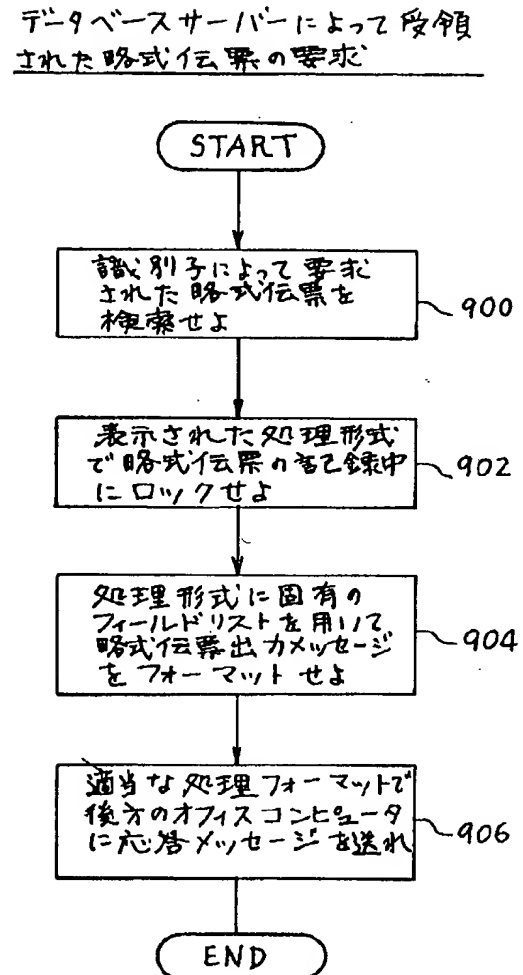 データベースサーバーによって受領
された略式伝票の要求
START
識別子によって要求
された略式伝票を
検索せよ
900
表示された処理形式
で略式伝票の記録中
にロックせよ
902
処理形式に固有の
フィールドリストを用いて
略式伝票出力メッセージ
をフォーマットせよ
904
適当な処理フォーマットで
後方のオフィスコンピュータ
に応答メッセージを送れ
906
END